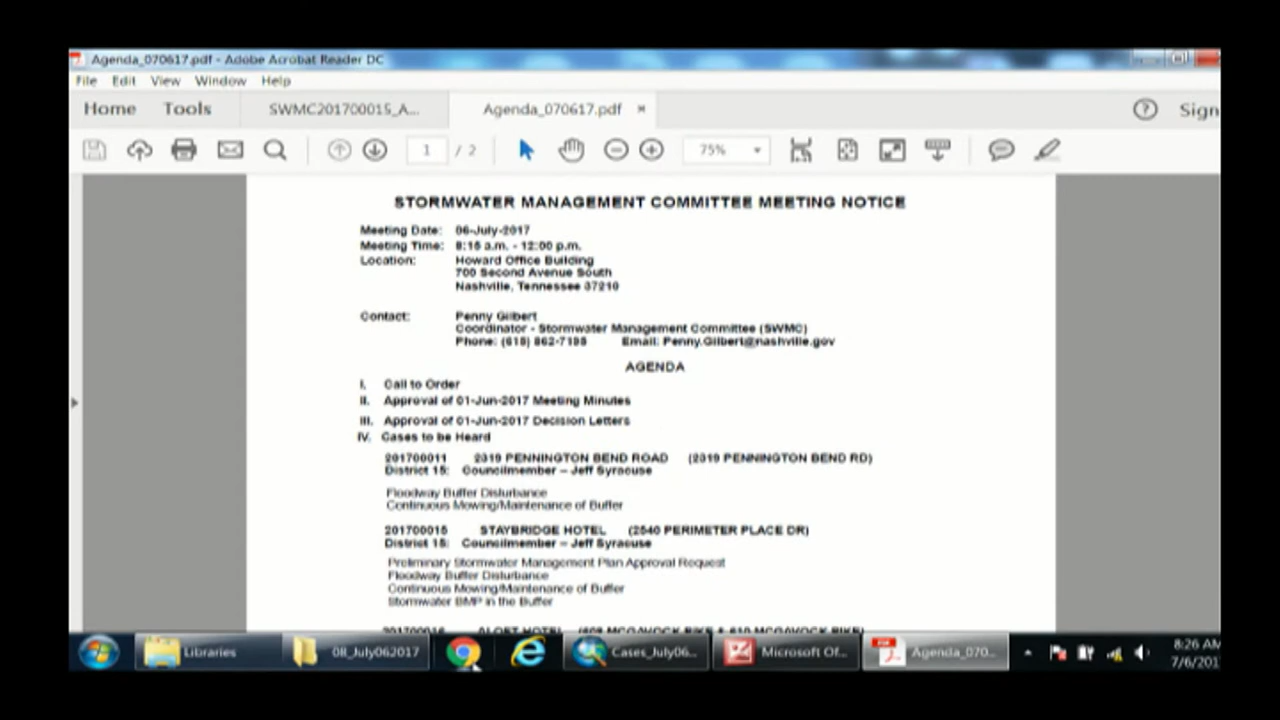 Agenda_070617.pdf - Adobe Acrobat Reader DC
File Edit View Window Help
Home Tools SWMC201700015_A... Agenda_070617.pdf ×
? Sign
1 / 2 75%
STORMWATER MANAGEMENT COMMITTEE MEETING NOTICE
Meeting Date: 06-July-2017
Meeting Time: 8:15 a.m. - 12:00 p.m.
Location: Howard Office Building
700 Second Avenue South
Nashville, Tennessee 37210
Contact: Penny Gilbert
Coordinator - Stormwater Management Committee (SWMC)
Phone: (615) 862-7195 Email: Penny.Gilbert@nashville.gov
AGENDA
I. Call to Order
II. Approval of 01-Jun-2017 Meeting Minutes
III. Approval of 01-Jun-2017 Decision Letters
IV. Cases to be Heard
201700011 2319 PENNINGTON BEND ROAD (2319 PENNINGTON BEND RD)
District 15: Councilmember – Jeff Syracuse
Floodway Buffer Disturbance
Continuous Mowing/Maintenance of Buffer
201700015 STAYBRIDGE HOTEL (2540 PERIMETER PLACE DR)
District 15: Councilmember – Jeff Syracuse
Preliminary Stormwater Management Plan Approval Request
Floodway Buffer Disturbance
Continuous Mowing/Maintenance of Buffer
Stormwater BMP in the Buffer
ALOFT HOTEL
Libraries 08_July062017 Cases_July06... Microsoft Of... Agenda_070...
8:26 AM
7/6/201